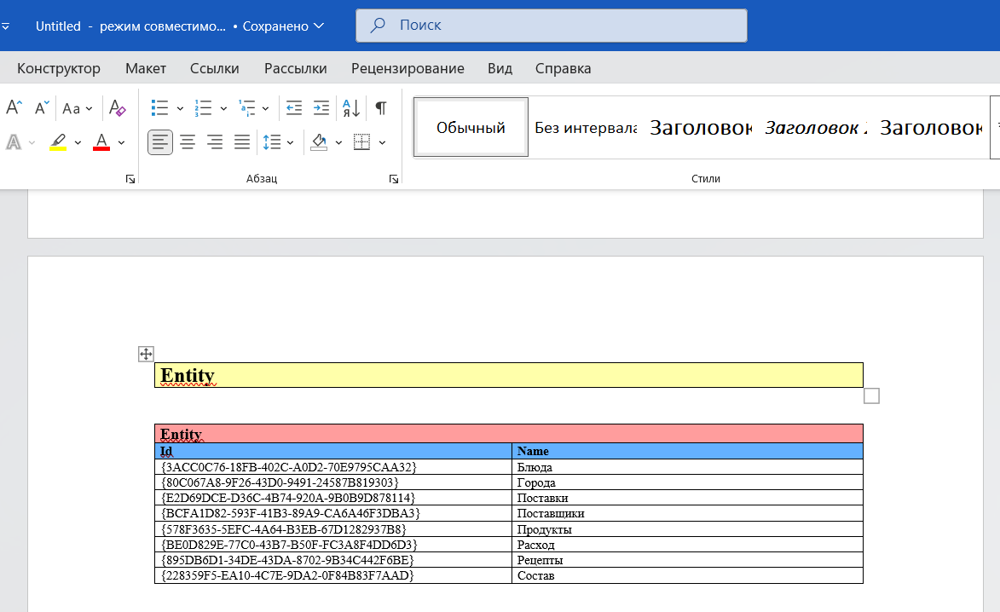 Untitled - режим совместимо... • Сохранено
Поиск
Конструктор Макет Ссылки Рассылки Рецензирование Вид Справка
Aa
Обычный Без интервала Заголовок Заголовок Заголовок
Абзац Стили
Entity
Entity
Id Name
{3ACC0C76-18FB-402C-A0D2-70E9795CAA32} Блюда
{80C067A8-9F26-43D0-9491-24587B819303} Города
{E2D69DCE-D36C-4B74-920A-9B0B9D878114} Поставки
{BCFA1D82-593F-41B3-89A9-CA6A46F3DBA3} Поставщики
{578F3635-5EFC-4A64-B3EB-67D1282937B8} Продукты
{BE0D829E-77C0-43B7-B50F-FC3A8F4DD6D3} Расход
{895DB6D1-34DE-43DA-8702-9B34C442F6BE} Рецепты
{228359F5-EA10-4C7E-9DA2-0F84B83F7AAD} Состав